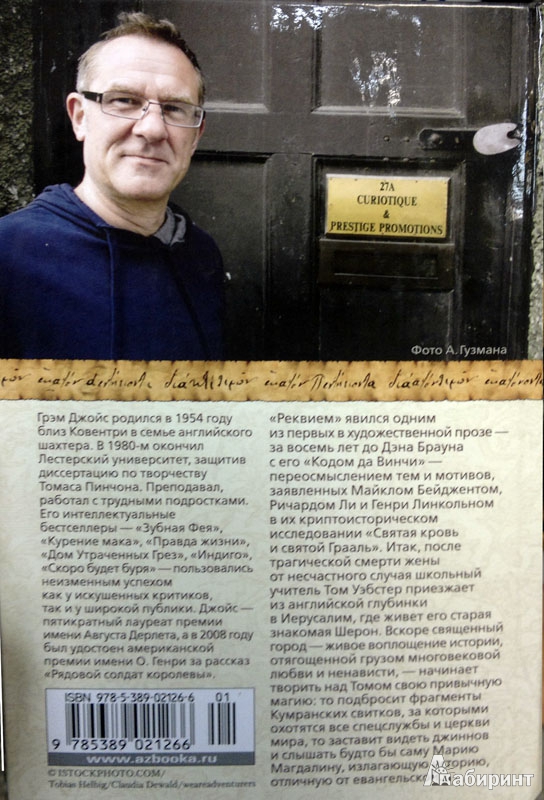 27A
CURIOTIQUE
&
PRESTIGE PROMOTIONS
Фото А. Гузмана
Грэм Джойс родился в 1954 году
близ Ковентри в семье английского
шахтера. В 1980-м окончил
Лестерский университет, защитив
диссертацию по творчеству
Томаса Пинчона. Преподавал,
работал с трудными подростками.
Его интеллектуальные
бестселлеры — «Зубная Фея»,
«Курение мака», «Правда жизни»,
«Дом Утраченных Грез», «Индиго»,
«Скоро будет буря» — пользовались
неизменным успехом
как у искушенных критиков,
так и у широкой публики. Джойс —
пятикратный лауреат премии
имени Августа Дерлета, а в 2008 году
был удостоен американской
премии имени О. Генри за рассказ
«Рядовой солдат королевы».
ISBN 978-5-389-02126-6
01
9 785389 021266
www.azbooka.ru
© ISTOCKPHOTO.COM/
Tobias Helbig/Claudia Dewald/weareadventurers
«Реквием» явился одним
из первых в художественной прозе —
за восемь лет до Дэна Брауна
с его «Кодом да Винчи» —
переосмыслением тем и мотивов,
заявленных Майклом Бейджентом,
Ричардом Ли и Генри Линкольном
в их криптоисторическом
исследовании «Святая кровь
и святой Грааль». Итак, после
трагической смерти жены
от несчастного случая школьный
учитель Том Уэбстер приезжает
из английской глубинки
в Иерусалим, где живет его старая
знакомая Шерон. Вскоре священный
город — живое воплощение истории,
отягощенной грузом многовековой
любви и ненависти, — начинает
творить над Томом свою привычную
магию: то подбросит фрагменты
Кумранских свитков, за которыми
охотятся все спецслужбы и церкви
мира, то заставит видеть джиннов
и слышать будто бы саму Марию
Магдалину, излагающую историю,
отличную от евангельской
Лабиринт